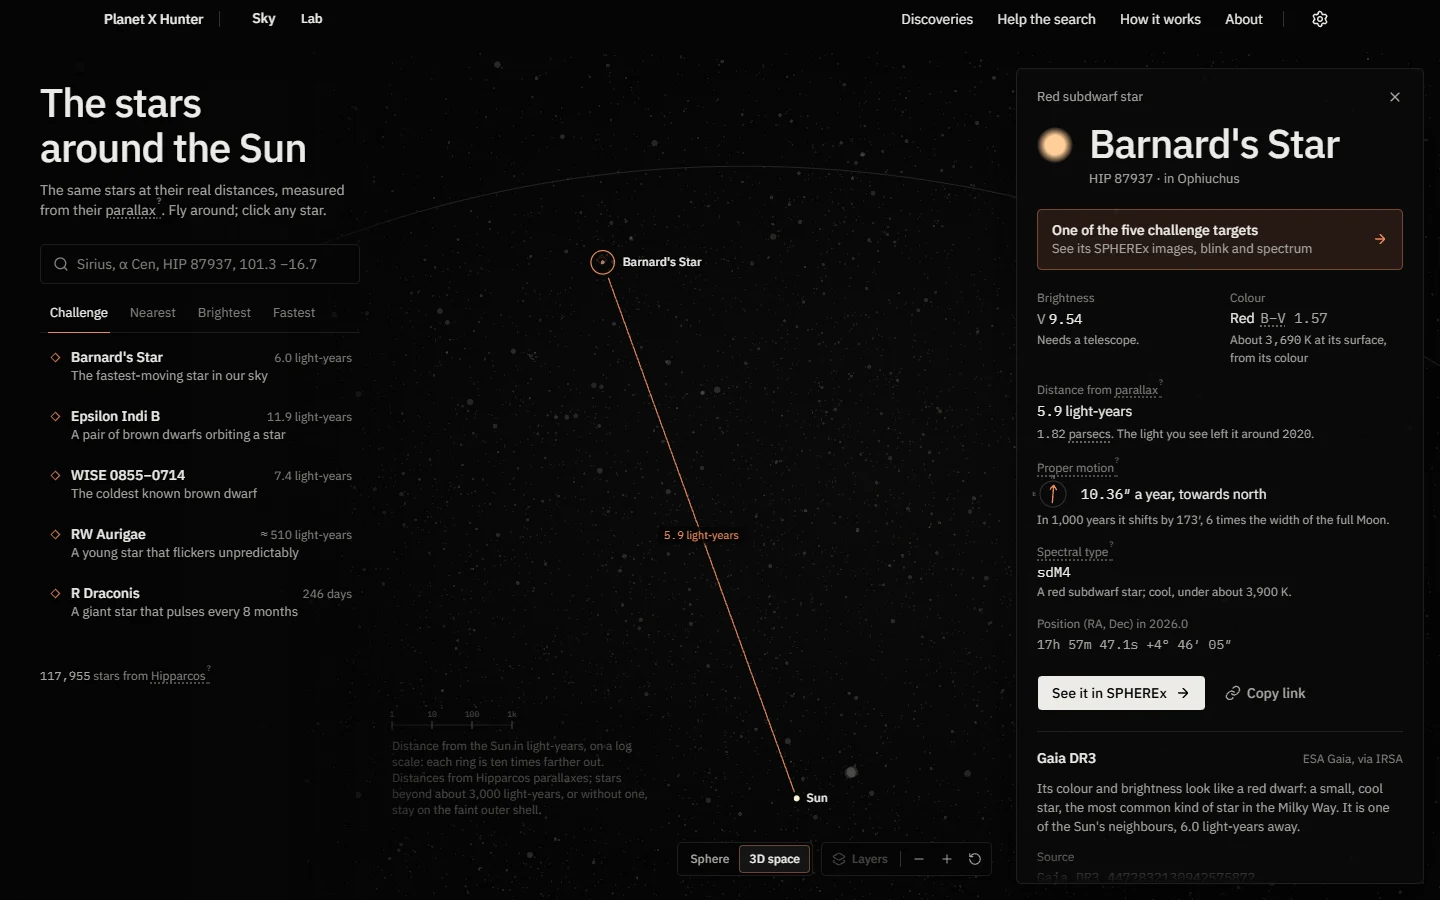 Planet X Hunter
Sky
Lab
Discoveries
Help the search
How it works
About
The stars
around the Sun
The same stars at their real distances, measured
from their parallax?. Fly around; click any star.
Sirius, α Cen, HIP 87937, 101.3 −16.7
Challenge
Nearest
Brightest
Fastest
Barnard's Star
6.0 light-years
The fastest-moving star in our sky
Epsilon Indi B
11.9 light-years
A pair of brown dwarfs orbiting a star
WISE 0855−0714
7.4 light-years
The coldest known brown dwarf
RW Aurigae
≈ 510 light-years
A young star that flickers unpredictably
R Draconis
246 days
A giant star that pulses every 8 months
117,955 stars from Hipparcos?
Barnard's Star
5.9 light-years
Sun
1 10 100 1k
Distance from the Sun in light-years, on a log
scale: each ring is ten times farther out.
Distances from Hipparcos parallaxes; stars
beyond about 3,000 light-years, or without one,
stay on the faint outer shell.
Sphere
3D space
Layers
Red subdwarf star
Barnard's Star
HIP 87937 · in Ophiuchus
One of the five challenge targets
See its SPHEREx images, blink and spectrum
Brightness
V 9.54
Needs a telescope.
Colour
Red B−V 1.57
About 3,690 K at its surface,
from its colour
Distance from parallax?
5.9 light-years
1.82 parsecs. The light you see left it around 2020.
Proper motion?
10.36″ a year, towards north
In 1,000 years it shifts by 173′, 6 times the width of the full Moon.
Spectral type?
sdM4
A red subdwarf star; cool, under about 3,900 K.
Position (RA, Dec) in 2026.0
17h 57m 47.1s +4° 46′ 05″
See it in SPHEREx
Copy link
Gaia DR3
ESA Gaia, via IRSA
Its colour and brightness look like a red dwarf: a small, cool
star, the most common kind of star in the Milky Way. It is one
of the Sun's neighbours, 6.0 light-years away.
Source
Gaia DR3 4472832130942575872